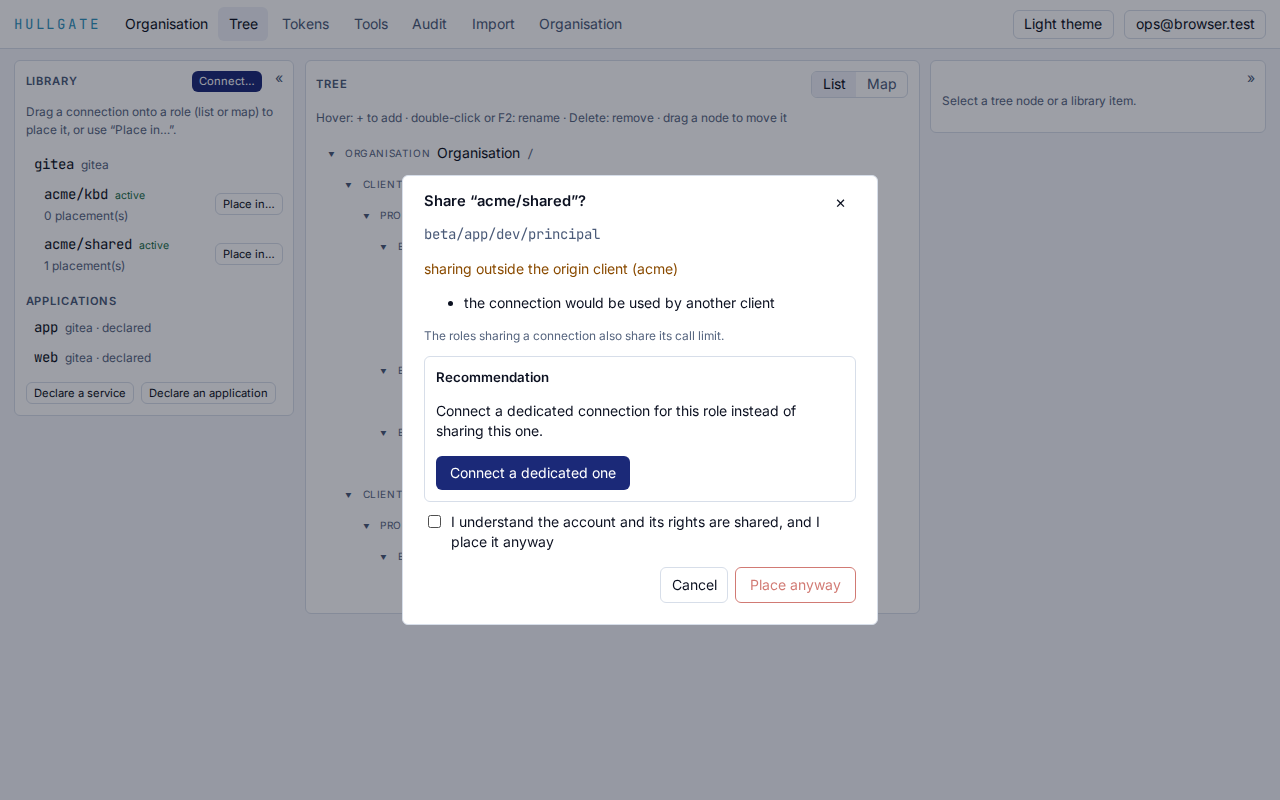 HULLGATE Organisation Tree Tokens Tools Audit Import Organisation Light theme ops@browser.test
LIBRARY Connect... «
Drag a connection onto a role (list or map) to
place it, or use “Place in...”.
gitea gitea
acme/kbd active
0 placement(s)
Place in...
acme/shared active
1 placement(s)
Place in...
APPLICATIONS
app gitea · declared
web gitea · declared
Declare a service Declare an application
TREE List Map
Hover: + to add · double-click or F2: rename · Delete: remove · drag a node to move it
▾ ORGANISATION Organisation /
▾ CLIENT
▾ PRO
▾ E
▾ E
▾ E
▾ CLIENT
▾ PRO
▾ E
Share “acme/shared”? ×
beta/app/dev/principal
sharing outside the origin client (acme)
• the connection would be used by another client
The roles sharing a connection also share its call limit.
Recommendation
Connect a dedicated connection for this role instead of
sharing this one.
Connect a dedicated one
I understand the account and its rights are shared, and I
place it anyway
Cancel Place anyway
»
Select a tree node or a library item.